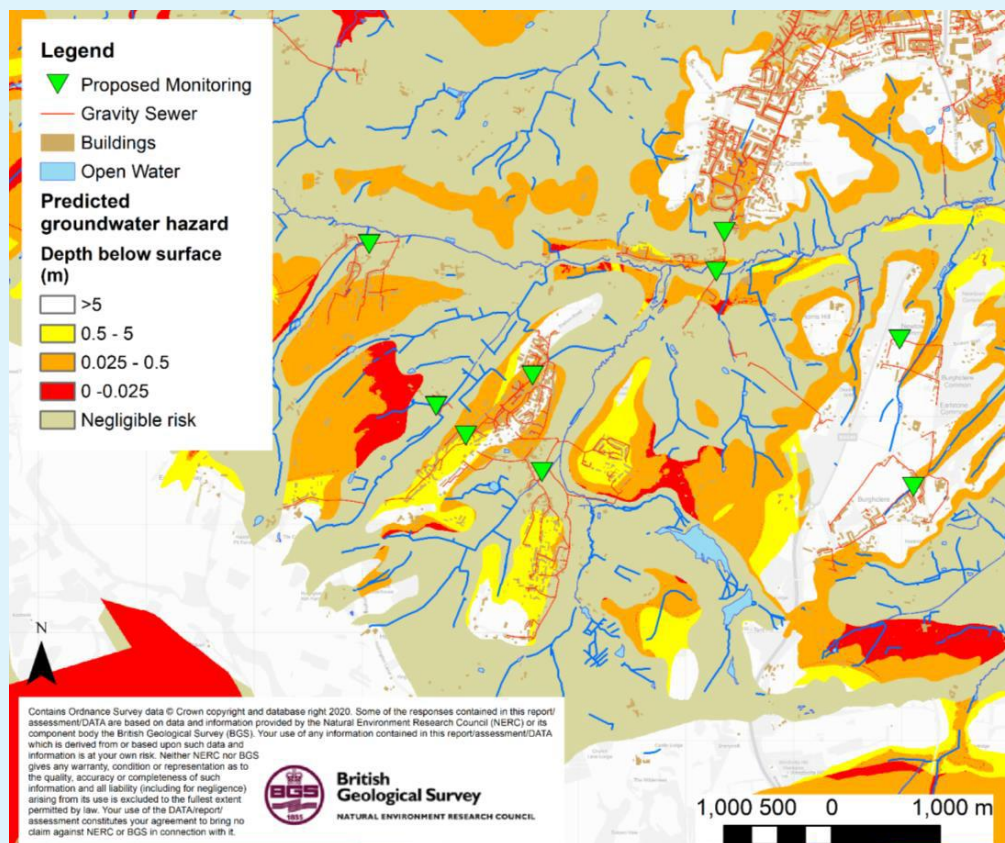 Legend
Proposed Monitoring
Gravity Sewer
Buildings
Open Water
Predicted
groundwater hazard
Depth below surface
(m)
>5
0.5 - 5
0.025 - 0.5
0 -0.025
Negligible risk
Burghclere
Common
Earlstone
Common
Burghclere
N
Contains Ordnance Survey data © Crown copyright and database right 2020. Some of the responses contained in this report/
assessment/DATA are based on data and information provided by the Natural Environment Research Council (NERC) or its
component body the British Geological Survey (BGS). Your use of any information contained in this report/assessment/DATA
which is derived from or based upon such data and
information is at your own risk. Neither NERC nor BGS
gives any warranty, condition or representation as to
the quality, accuracy or completeness of such
information and all liability (including for negligence)
arising from its use is excluded to the fullest extent
permitted by law. Your use of the DATA/report/
assessment constitutes your agreement to bring no
claim against NERC or BGS in connection with it.
BGS
1835
British
Geological Survey
NATURAL ENVIRONMENT RESEARCH COUNCIL
1,000 500 0 1,000 m